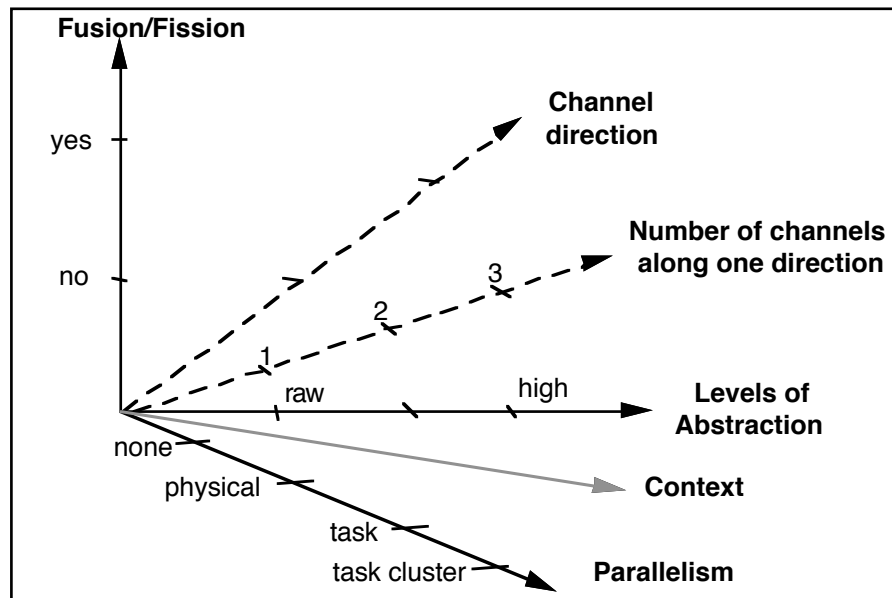 Fusion/Fission
Channel
direction
yes
Number of channels
along one direction
no
3
2
1
raw
high
Levels of
Abstraction
none
physical
Context
task
task cluster
Parallelism